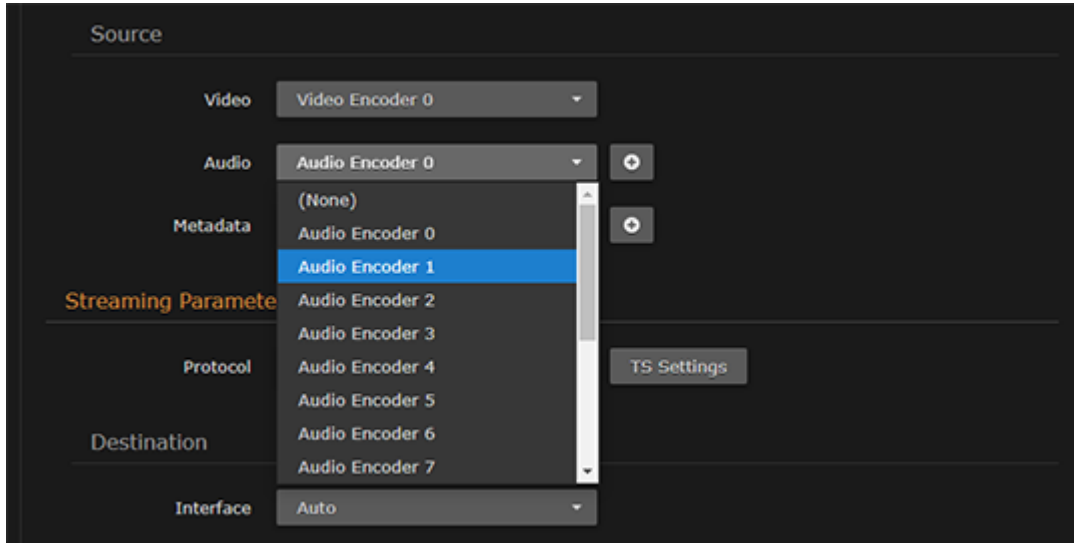 Source
Video Video Encoder 0
Audio Audio Encoder 0
(None)
Metadata
Audio Encoder 0
Audio Encoder 1
Streaming Paramete
Audio Encoder 2
Audio Encoder 3
Protocol
Audio Encoder 4
TS Settings
Audio Encoder 5
Destination
Audio Encoder 6
Audio Encoder 7
Interface Auto